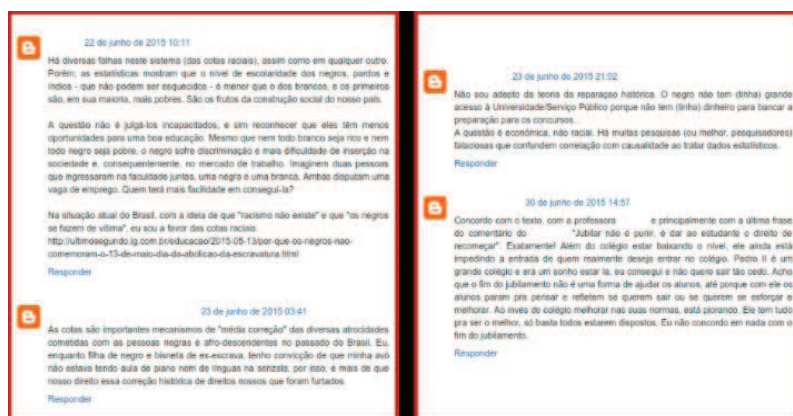 22 de junho de 2015 10:11
Há diversas falhas neste sistema (das cotas raciais), assim como em qualquer outro.
Porém, as estatísticas mostram que o nível de escolaridade dos negros, pardos e
índios - que não podem ser esquecidos - é menor que o dos brancos, e os primeiros
são, em sua maioria, mais pobres. São os frutos da construção social do nosso país.
A questão não é julgá-los incapacitados, e sim reconhecer que eles têm menos
oportunidades para uma boa educação. Mesmo que nem todo branco seja rico e nem
todo negro seja pobre, o negro sofre discriminação e mais dificuldade de inserção na
sociedade e, consequentemente, no mercado de trabalho. Imaginem duas pessoas
que ingressaram na faculdade juntas, uma negra e uma branca. Ambas disputam uma
vaga de emprego. Quem terá mais facilidade em consegui-la?
Na situação atual do Brasil, com a ideia de que "racismo não existe" e que "os negros
se fazem de vítima", eu sou a favor das cotas raciais.
http://ultimosegundo.ig.com.br/educacao/2015-05-13/por-que-os-negros-nao-
comemoram-o-13-de-maio-dia-da-abolicao-da-escravatura.html
Responder
23 de junho de 2015 03:41
As cotas são importantes mecanismos de "média correção" das diversas atrocidades
cometidas com as pessoas negras e afro-descendentes no passado do Brasil. Eu,
enquanto filha de negro e bisneta de ex-escrava, tenho convicção de que minha avó
não estava tendo aula de piano nem de línguas na senzala, por isso, é mais de que
nosso direito essa correção histórica de direitos nossos que foram furtados.
Responder
23 de junho de 2015 21:02
Não sou adepto da teoria da reparação histórica. O negro não tem (tinha) grande
acesso à Universidade/Serviço Público porque não tem (tinha) dinheiro para bancar a
preparação para os concursos...
A questão é econômica, não racial. Há muitas pesquisas (ou melhor, pesquisadores)
falaciosas que confundem correlação com causalidade ao tratar dados estatísticos.
Responder
30 de junho de 2015 14:57
Concordo com o texto, com a professora e principalmente com a última frase
do comentário do "Jubilar não é punir, é dar ao estudante o direito de
recomeçar". Exatamente! Além do colégio estar baixando o nível, ele ainda está
impedindo a entrada de quem realmente deseja entrar no colégio. Pedro II é um
grande colégio e era um sonho estar lá, eu consegui e não quero sair tão cedo. Acho
que o fim do jubilamento não é uma forma de ajudar os alunos, até porque com ele os
alunos param pra pensar e refletem se querem sair ou se querem se esforçar e
melhorar. Ao invés do colégio melhorar nas suas normas, está piorando. Ele tem tudo
pra ser o melhor, só basta todos estarem dispostos. Eu não concordo em nada com o
fim do jubilamento.
Responder